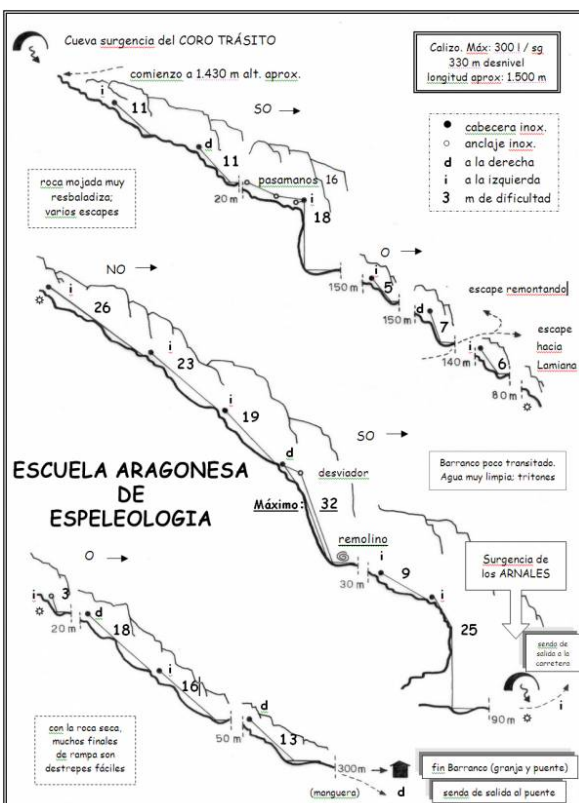 Cueva surgencia del CORO TRÁSITO
Calizo. Máx: 300 l / sg
330 m desnivel
longitud aprox: 1.500 m
comienzo a 1.430 m alt. aprox.
i
11
SO
cabecera inox.
anclaje inox.
d a la derecha
i a la izquierda
3 m de dificultad
d
11
pasamanos 16
20 m
i
18
roca mojada muy
resbaladiza;
varios escapes
150 m
O
i
5
150 m
d
7
140 m
escape remontando
escape
hacia
Lamiana
i
6
80 m
NO
i
26
i
23
i
19
SO
d
desviador
Máximo: 32
remolino
30 m
Barranco poco transitado.
Agua muy limpia; tritones
ESCUELA ARAGONESA
DE
ESPELEOLOGIA
i
9
i
25
Surgencia de
los ARNALES
senda de
salida a la
carretera
i
90 m
O
i
3
20 m
d
18
i
16
50 m
d
13
300 m
con la roca seca,
muchos finales
de rampa son
destrepes fáciles
fin Barranco (granja y puente)
(manguera)
d
senda de salida al puente